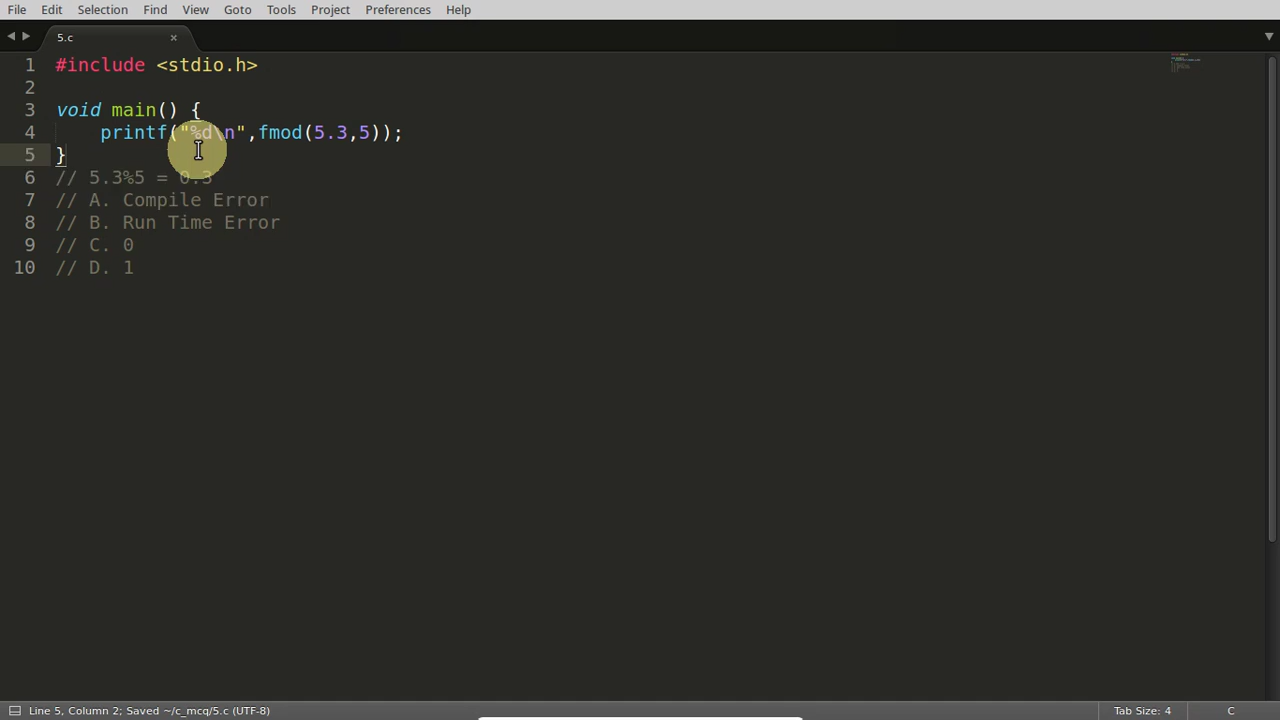 File Edit Selection Find View Goto Tools Project Preferences Help
5.c ×
1 #include <stdio.h>
2
3 void main() {
4 printf("%d\n",fmod(5.3,5));
5 }
6 // 5.3%5 = 0.3
7 // A. Compile Error
8 // B. Run Time Error
9 // C. 0
10 // D. 1
Line 5, Column 2; Saved ~/c_mcq/5.c (UTF-8) Tab Size: 4 C